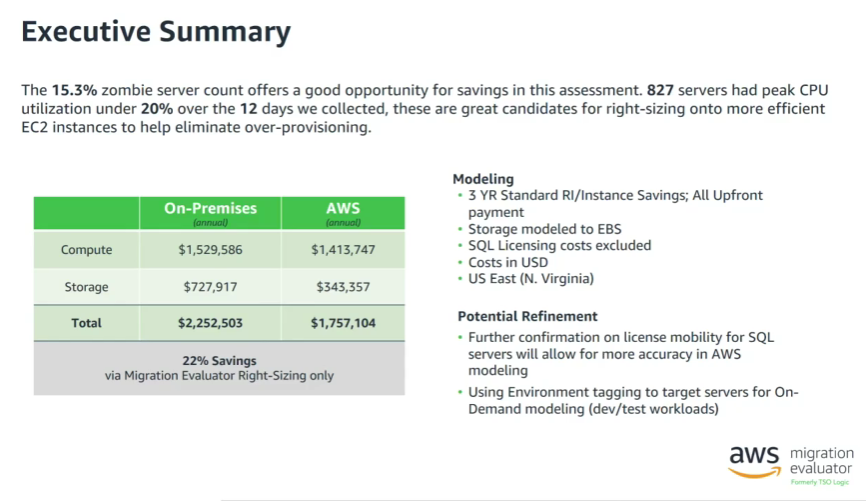 Executive Summary
The 15.3% zombie server count offers a good opportunity for savings in this assessment. 827 servers had peak CPU
utilization under 20% over the 12 days we collected, these are great candidates for right-sizing onto more efficient
EC2 instances to help eliminate over-provisioning.
On-Premises AWS
(annual) (annual)
Compute $1,529,586 $1,413,747
Storage $727,917 $343,357
Total $2,252,503 $1,757,104
22% Savings
via Migration Evaluator Right-Sizing only
Modeling
• 3 YR Standard RI/Instance Savings; All Upfront
payment
• Storage modeled to EBS
• SQL Licensing costs excluded
• Costs in USD
• US East (N. Virginia)
Potential Refinement
• Further confirmation on license mobility for SQL
servers will allow for more accuracy in AWS
modeling
• Using Environment tagging to target servers for On-
Demand modeling (dev/test workloads)
aws migration
evaluator
Formerly TSO Logic